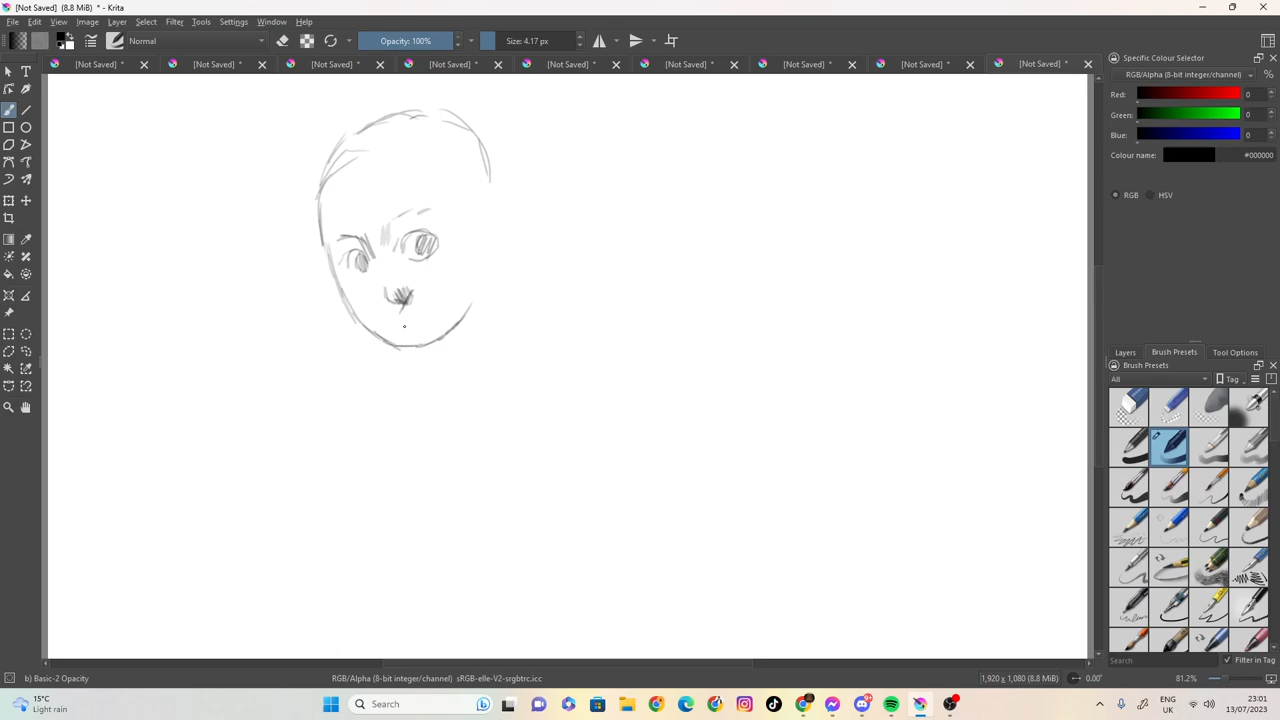 [Not Saved] (8.8 MiB) * - Krita
File Edit View Image Layer Select Filter Tools Settings Window Help
Normal Opacity: 100% Size: 4.17 px
[Not Saved] * [Not Saved] * [Not Saved] * [Not Saved] * [Not Saved] * [Not Saved] * [Not Saved] * [Not Saved] * [Not Saved] *
Specific Colour Selector
RGB/Alpha (8-bit integer/channel) %
Red: 0
Green: 0
Blue: 0
Colour name: #000000
RGB HSV
Layers Brush Presets Tool Options
Brush Presets
All Tag
Search Filter in Tag
b) Basic-2 Opacity RGB/Alpha (8-bit integer/channel) sRGB-elle-V2-srgbtrc.icc 1,920 x 1,080 (8.8 MiB) 0.00° 81.2%
15°C
Light rain
Search
ENG
UK
23:01
13/07/2023